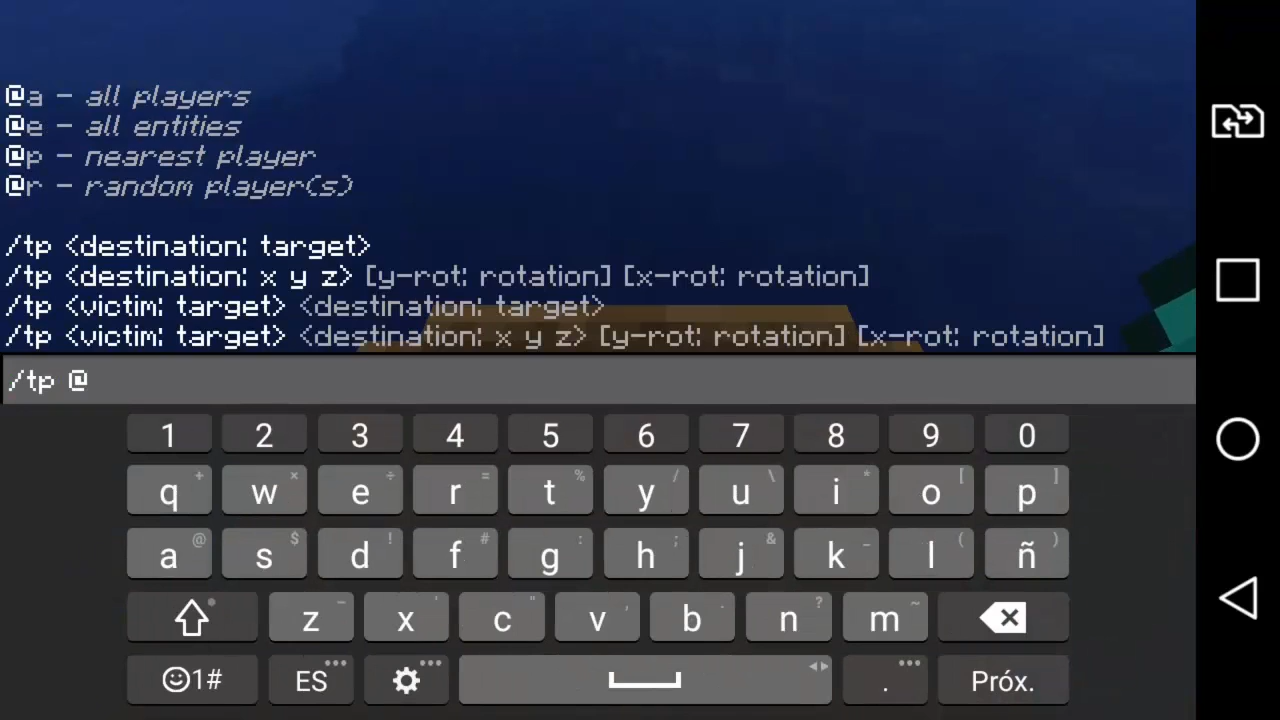 @a - all players
@e - all entities
@p - nearest player
@r - random player(s)
/tp <destination: target>
/tp <destination: x y z> [y-rot: rotation] [x-rot: rotation]
/tp <victim: target> <destination: target>
/tp <victim: target> <destination: x y z> [y-rot: rotation] [x-rot: rotation]
/tp @
1 2 3 4 5 6 7 8 9 0
+ × ÷ = % / \ * [ ]
q w e r t y u i o p
@ $ ! # : ; & _ ( )
a s d f g h j k l ñ
- ' " , . ? ~
z x c v b n m
1# ES . Próx.